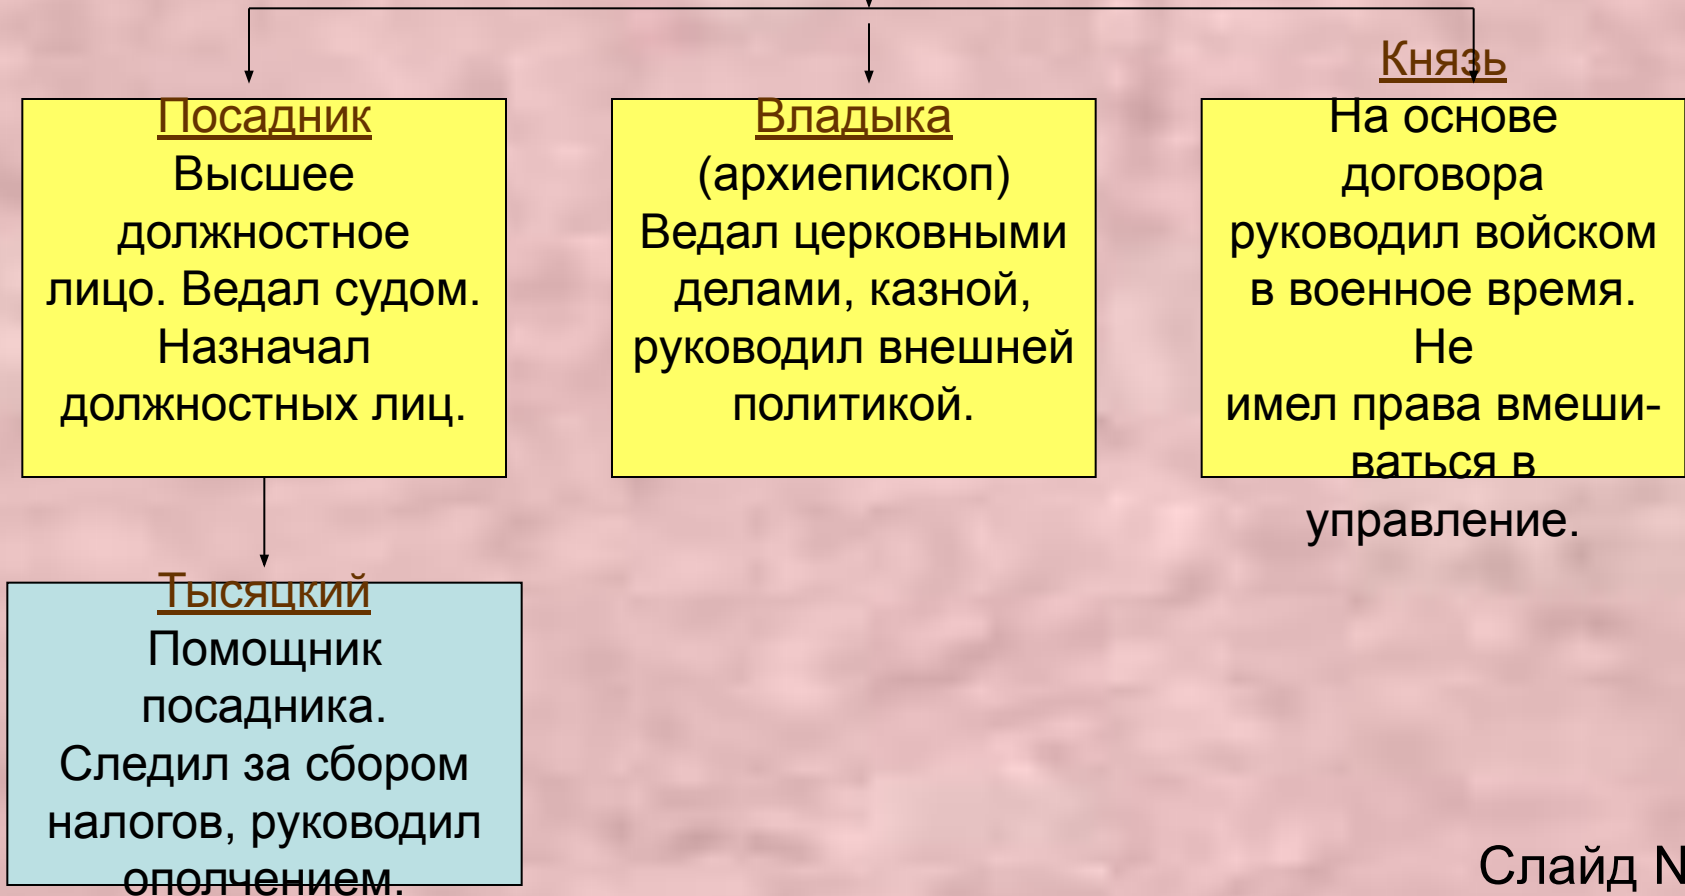 Посадник
Высшее
должностное
лицо. Ведал судом.
Назначал
должностных лиц.
Владыка
(архиепископ)
Ведал церковными
делами, казной,
руководил внешней
политикой.
Князь
На основе
договора
руководил войском
в военное время.
Не
имел права вмеши-
ваться в
управление.
Тысяцкий
Помощник
посадника.
Следил за сбором
налогов, руководил
ополчением.
Слайд N